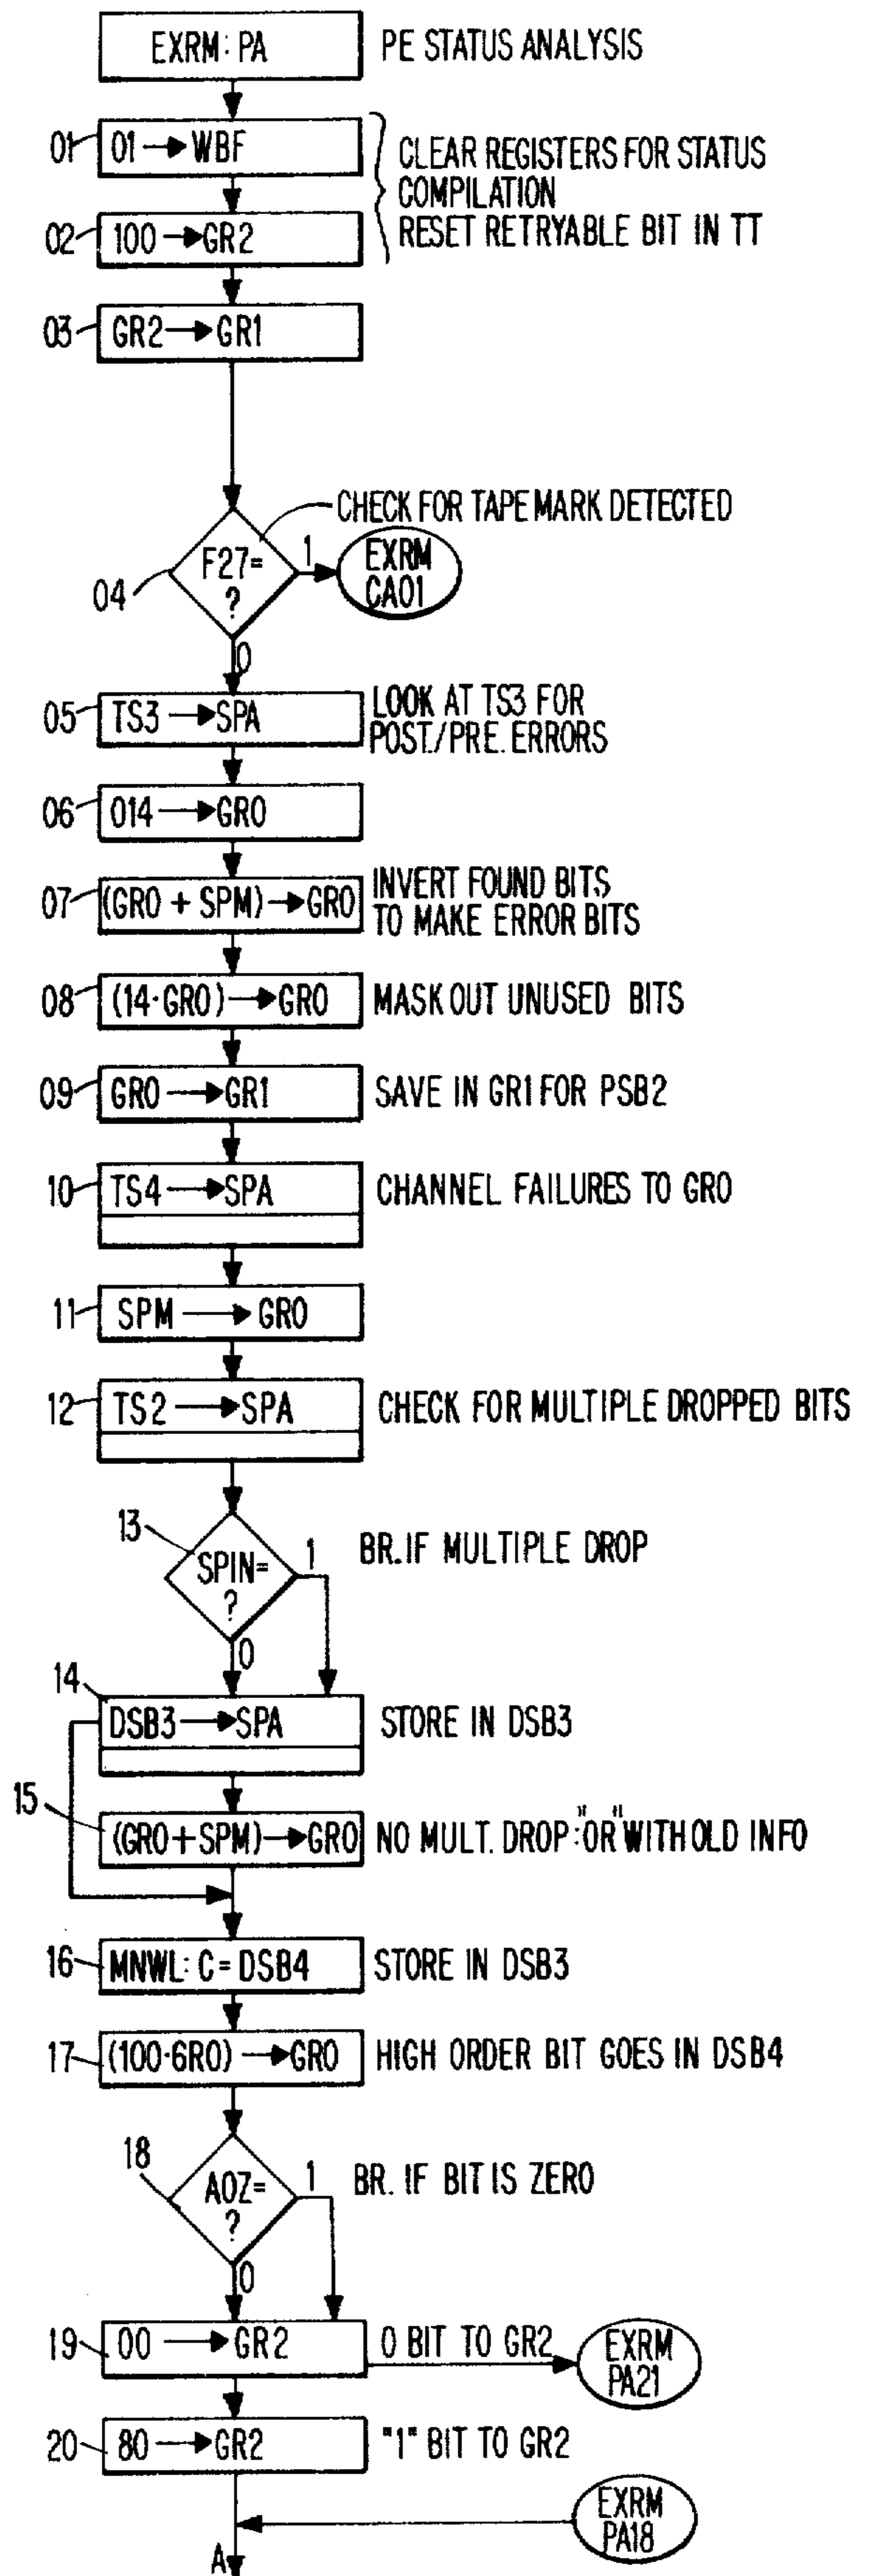 EXRM: PA
PE STATUS ANALYSIS
01
01→WBF
CLEAR REGISTERS FOR STATUS
COMPILATION
RESET RETRYABLE BIT IN TT
02
100→GR2
03
GR2→GR1
CHECK FOR TAPE MARK DETECTED
04
F27=
?
1
EXRM
CA01
0
05
TS3→SPA
LOOK AT TS3 FOR
POST./PRE. ERRORS
06
014→GR0
07
(GR0 + SPM)→GR0
INVERT FOUND BITS
TO MAKE ERROR BITS
08
(14·GR0)→GR0
MASK OUT UNUSED BITS
09
GR0→GR1
SAVE IN GR1 FOR PSB2
10
TS4→SPA
CHANNEL FAILURES TO GR0
11
SPM→GR0
12
TS2→SPA
CHECK FOR MULTIPLE DROPPED BITS
13
SPIN=
?
1
BR. IF MULTIPLE DROP
0
14
DSB3→SPA
STORE IN DSB3
15
(GR0+SPM)→GR0
NO MULT. DROP:"OR" WITH OLD INFO
16
MNWL: C = DSB4
STORE IN DSB3
17
(100·6R0)→GR0
HIGH ORDER BIT GOES IN DSB4
18
A0Z=
?
1
BR. IF BIT IS ZERO
0
19
00→GR2
0 BIT TO GR2
EXRM
PA21
20
80→GR2
"1" BIT TO GR2
EXRM
PA18
A